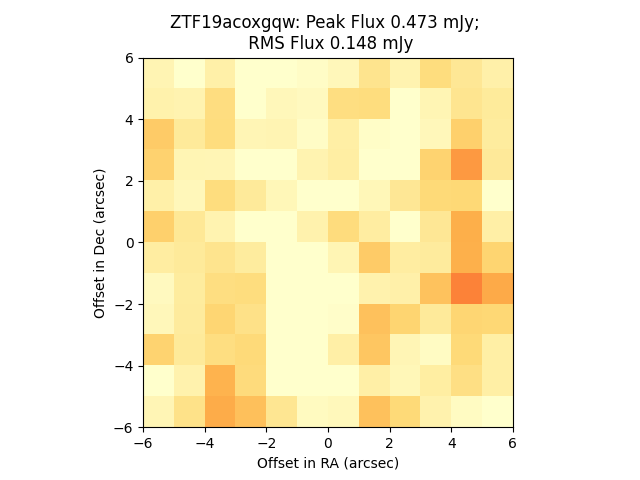 ZTF19acoxgqw: Peak Flux 0.473 mJy;
RMS Flux 0.148 mJy
6
4
2
0
−2
−4
−6
Offset in Dec (arcsec)
−6 −4 −2 0 2 4 6
Offset in RA (arcsec)